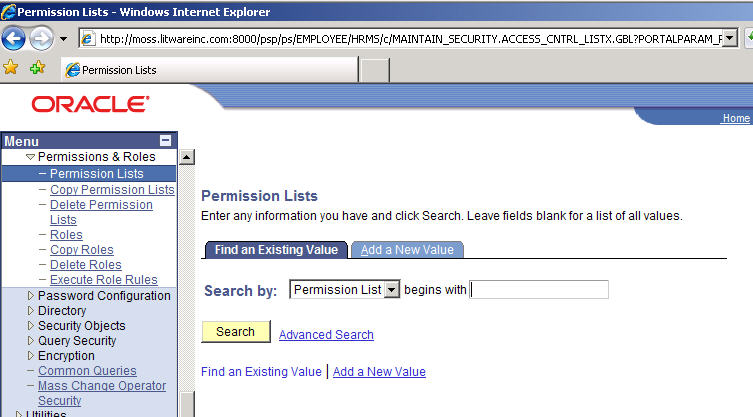 Permission Lists - Windows Internet Explorer
http://moss.litwareinc.com:8000/psp/ps/EMPLOYEE/HRMS/c/MAINTAIN_SECURITY.ACCESS_CNTRL_LISTX.GBL?PORTALPARAM_P
Permission Lists
ORACLE
Home
Menu
Permissions & Roles
Permission Lists
Copy Permission Lists
Delete Permission
Lists
Roles
Copy Roles
Delete Roles
Execute Role Rules
Password Configuration
Directory
Security Objects
Query Security
Encryption
Common Queries
Mass Change Operator
Security
Utilities
Permission Lists
Enter any information you have and click Search. Leave fields blank for a list of all values.
Find an Existing Value Add a New Value
Search by: Permission List begins with
Search Advanced Search
Find an Existing Value | Add a New Value